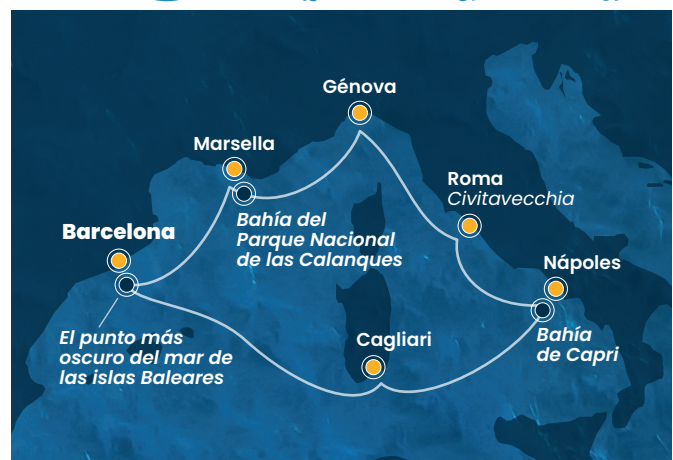 Génova
Marsella
Roma
Civitavecchia
Bahía del
Parque Nacional
de las Calanques
Barcelona
Nápoles
El punto más
oscuro del mar de
las islas Baleares
Cagliari
Bahía
de Capri